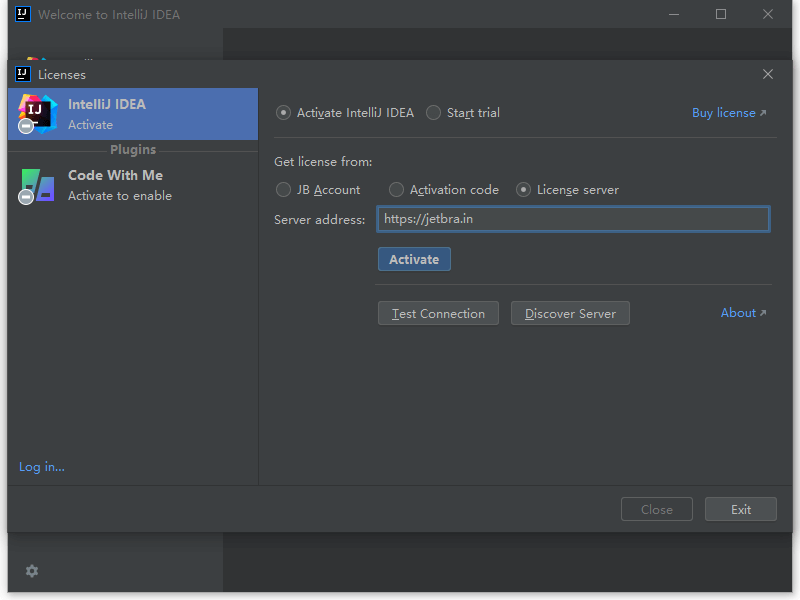 Welcome to IntelliJ IDEA
Licenses
IntelliJ IDEA
Activate
Plugins
Code With Me
Activate to enable
Log in...
Activate IntelliJ IDEA Start trial Buy license
Get license from:
JB Account Activation code License server
Server address: https://jetbra.in
Activate
Test Connection Discover Server About
Close Exit